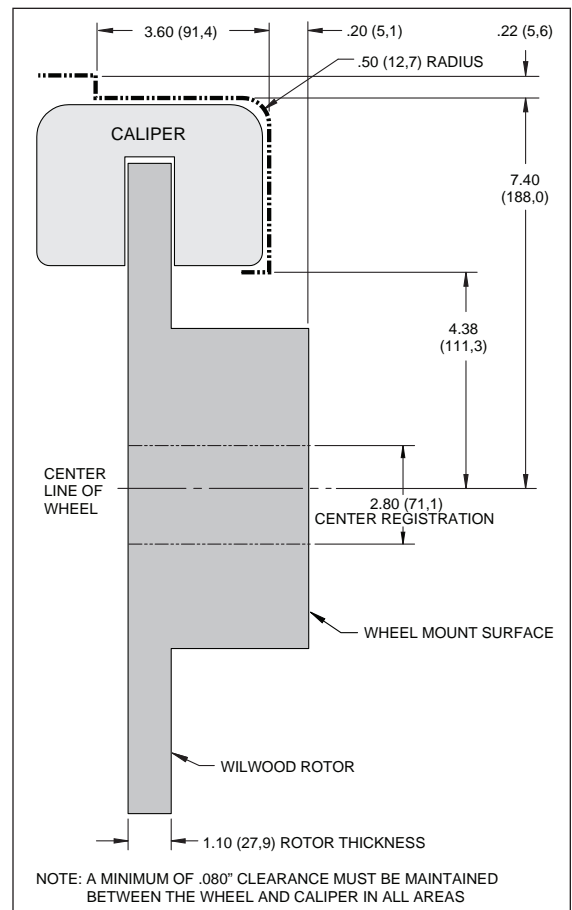 3.60 (91,4)
.20 (5,1)
.22 (5,6)
.50 (12,7) RADIUS
CALIPER
7.40
(188,0)
4.38
(111,3)
CENTER
LINE OF
WHEEL
2.80 (71,1)
CENTER REGISTRATION
WHEEL MOUNT SURFACE
WILWOOD ROTOR
1.10 (27,9) ROTOR THICKNESS
NOTE: A MINIMUM OF .080" CLEARANCE MUST BE MAINTAINED
BETWEEN THE WHEEL AND CALIPER IN ALL AREAS